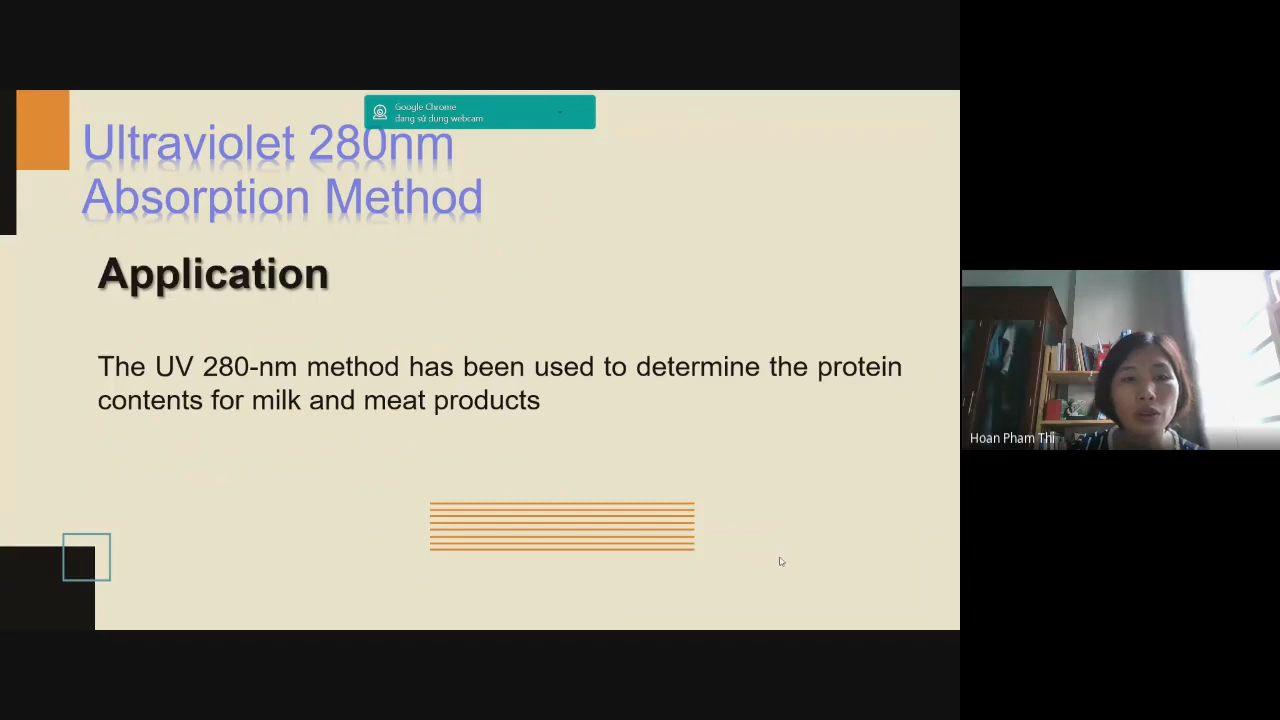 Google Chrome
đang sử dụng webcam
Ultraviolet 280nm
Absorption Method
Application
The UV 280-nm method has been used to determine the protein
contents for milk and meat products
Hoan Pham Thi